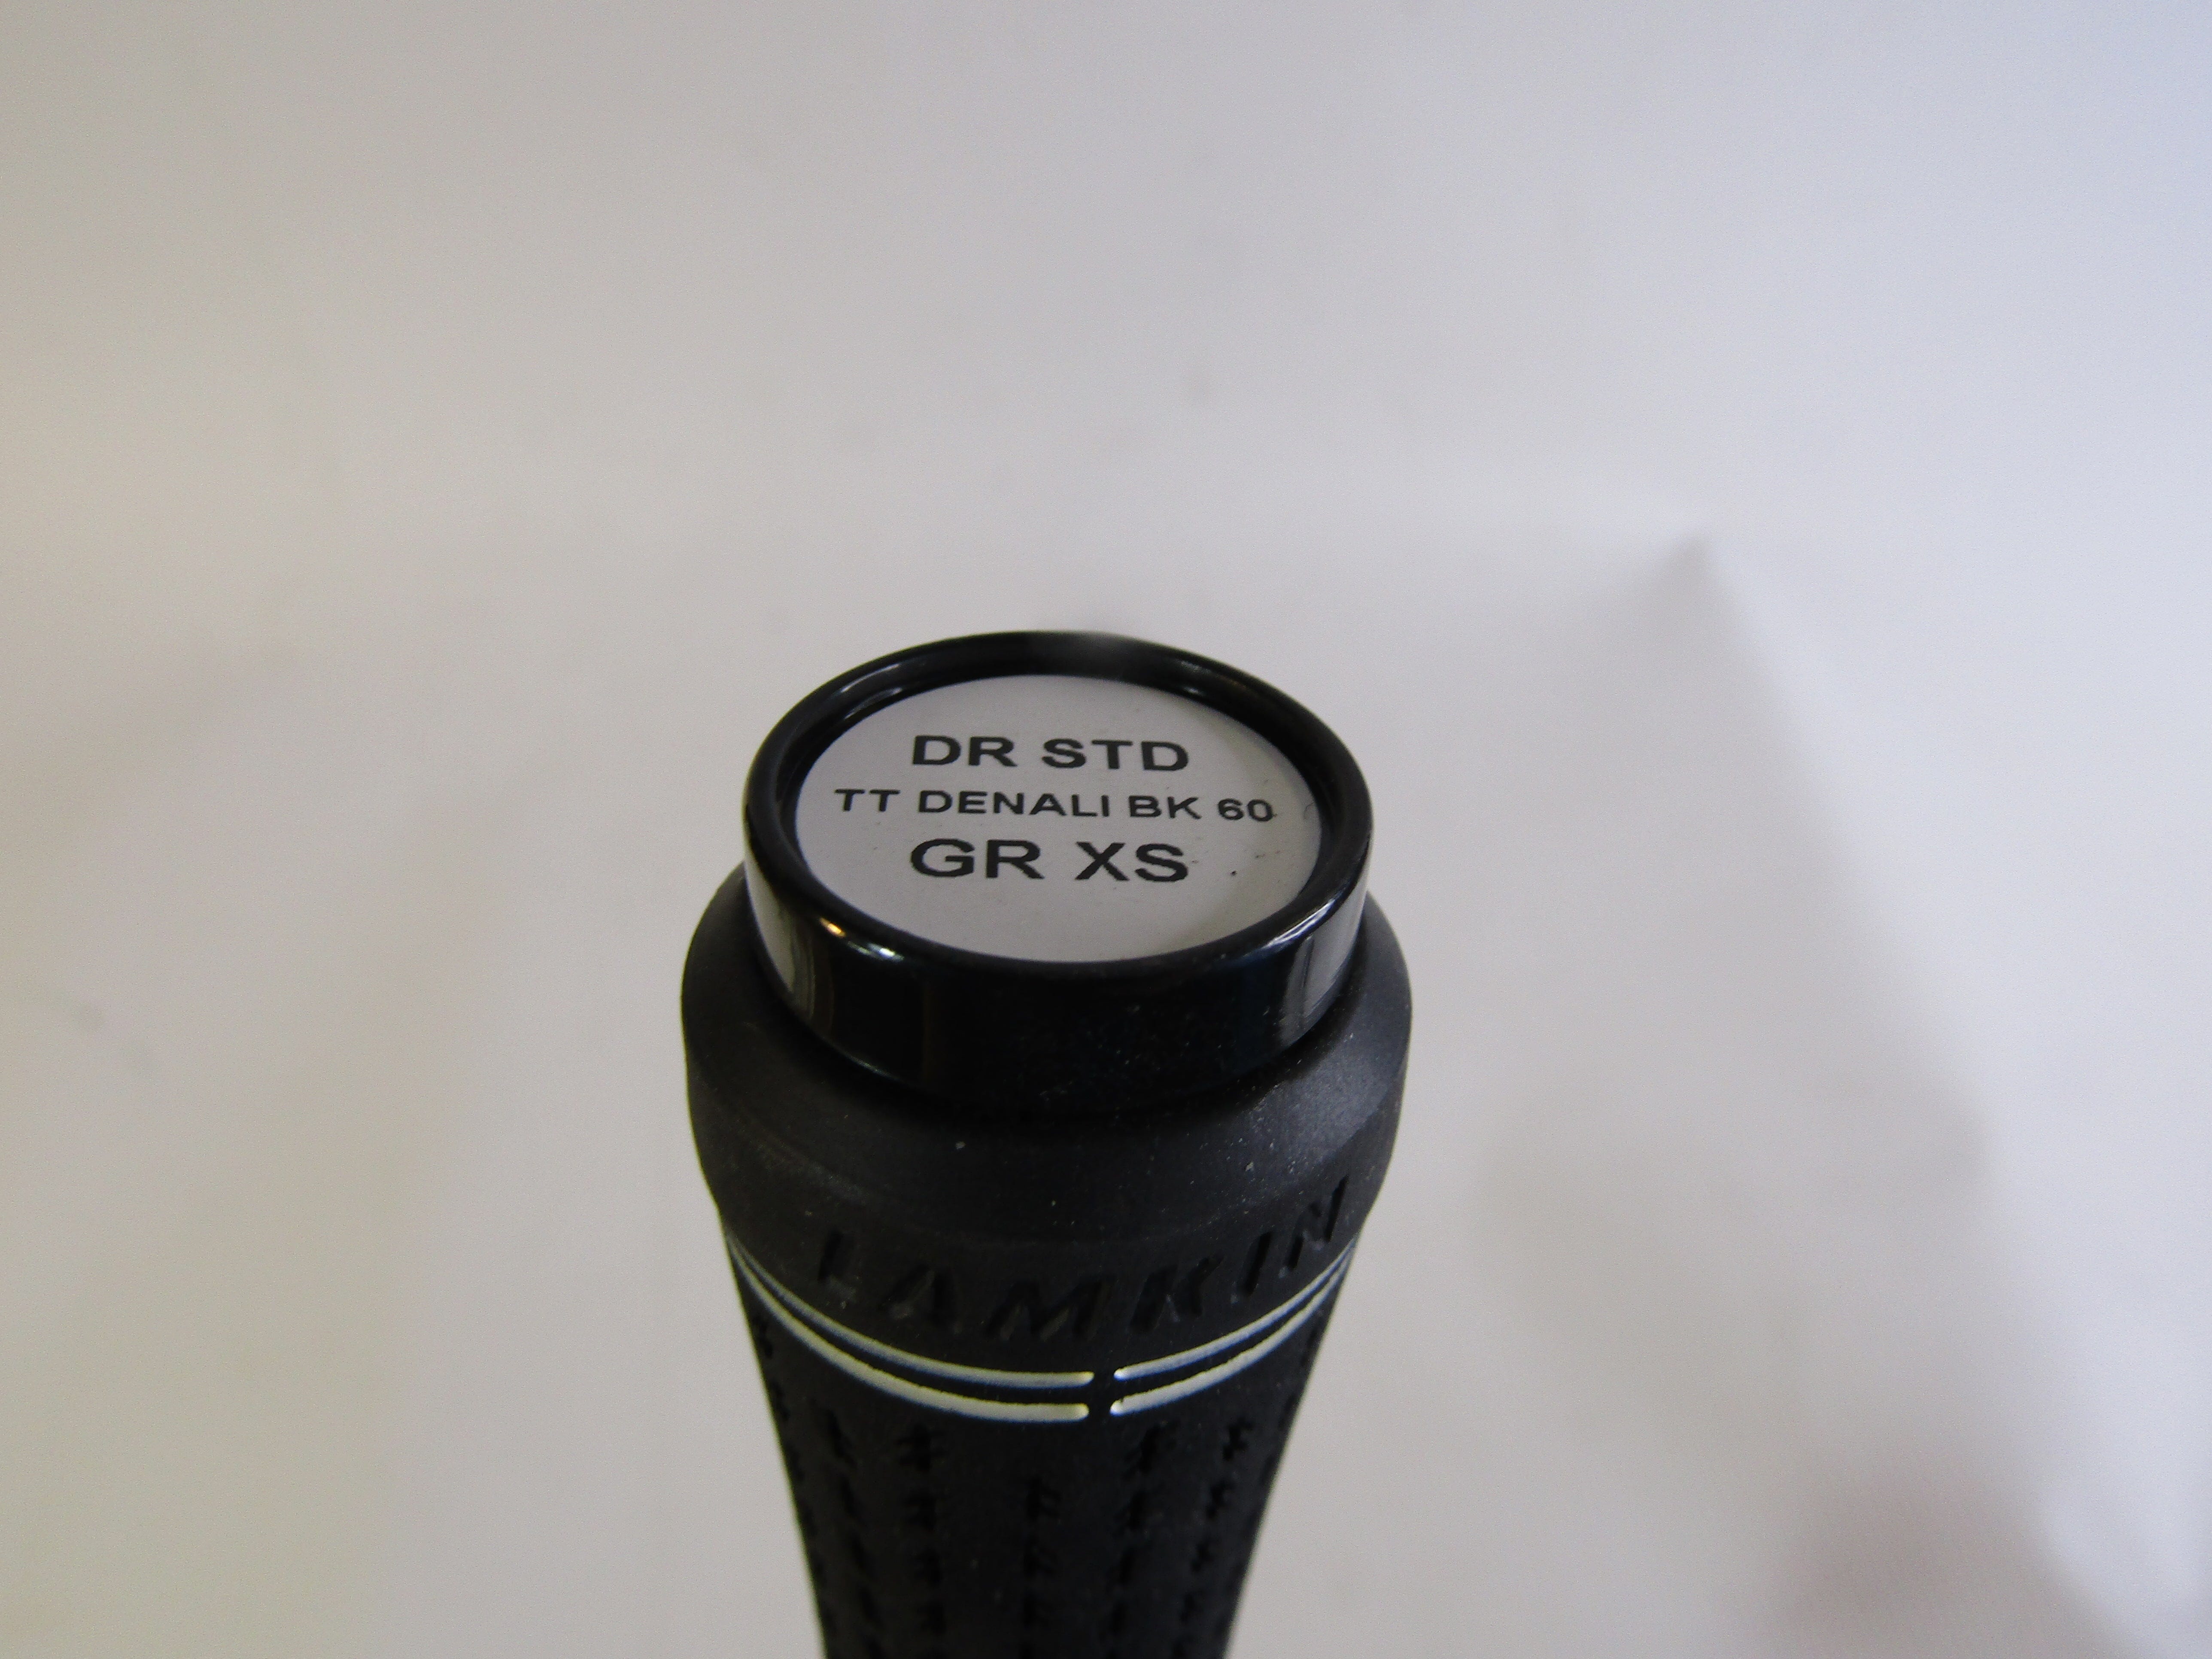 DR STD
TT DENALI BK 60
GR XS
LAMKIN